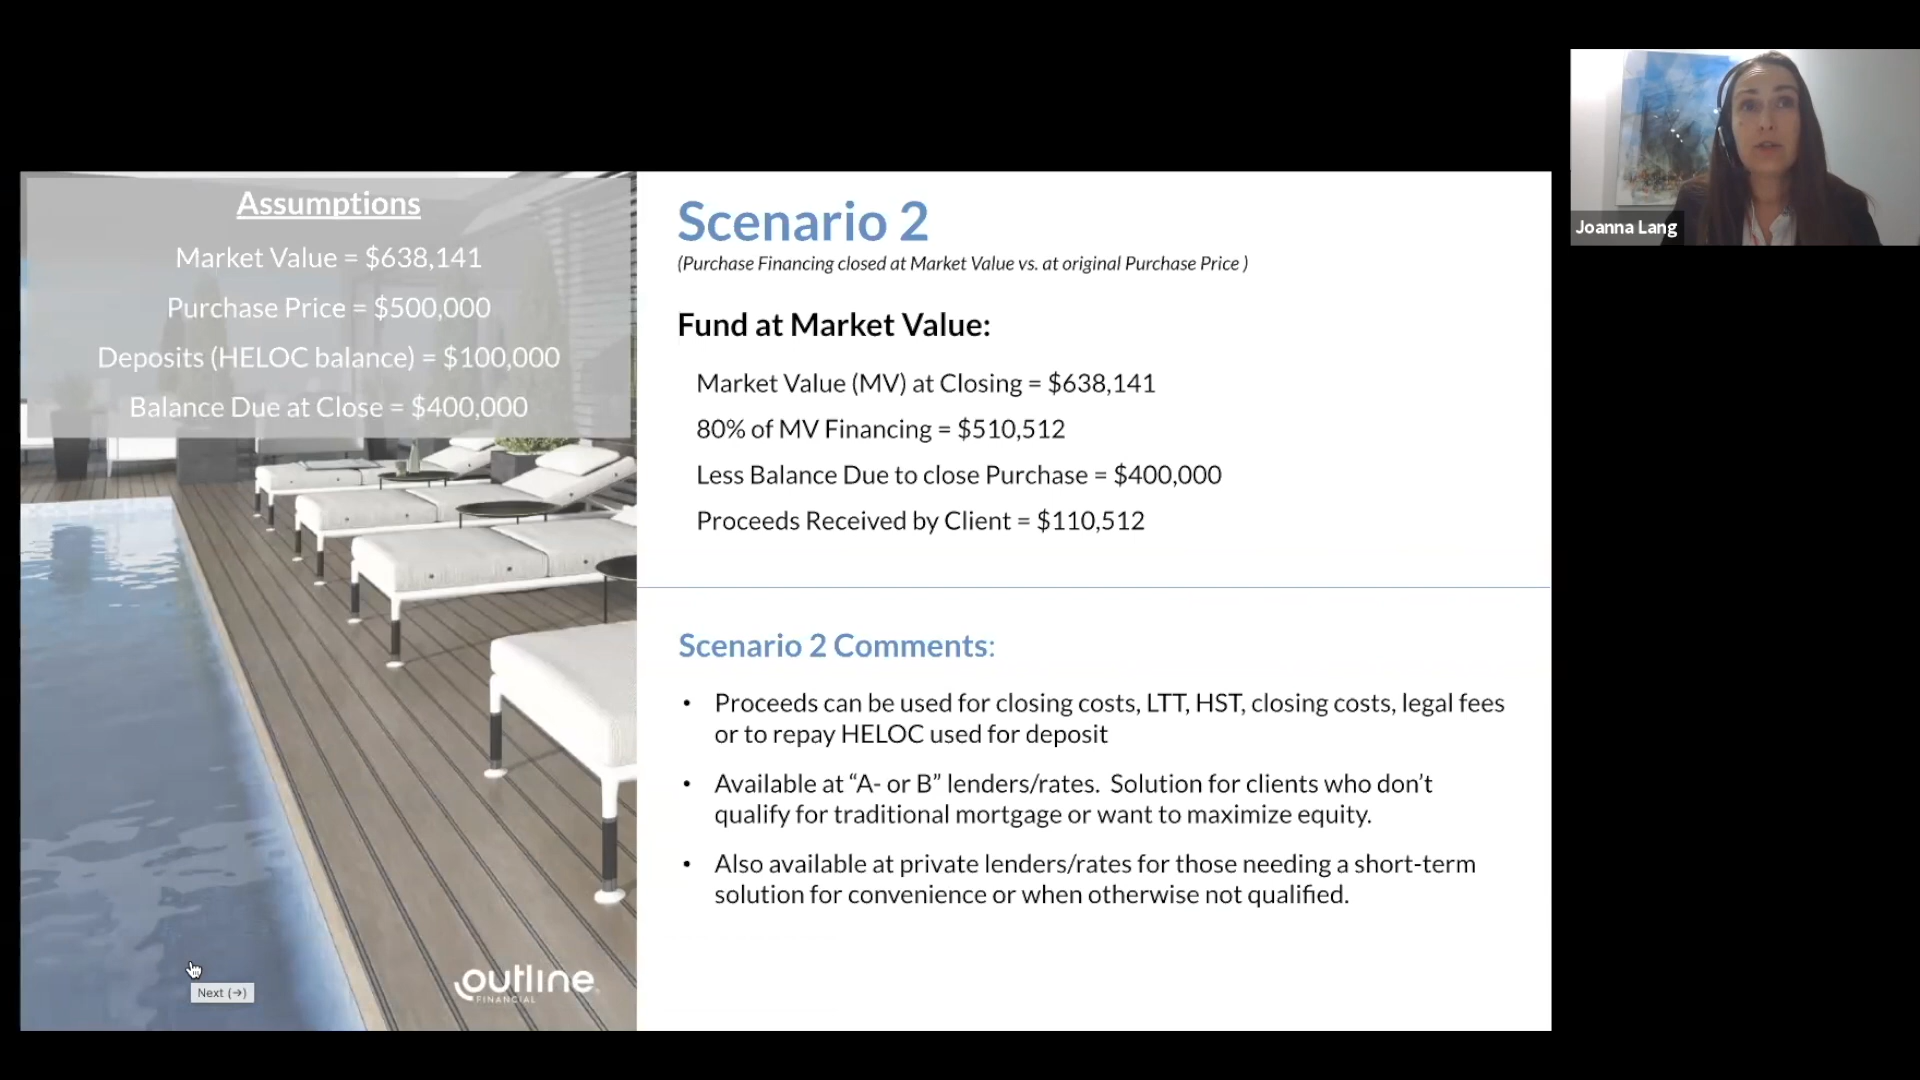 Assumptions
Market Value = $638,141
Purchase Price = $500,000
Deposits (HELOC balance) = $100,000
Balance Due at Close = $400,000
Next (→)
outline
FINANCIAL
Scenario 2
(Purchase Financing closed at Market Value vs. at original Purchase Price )
Fund at Market Value:
Market Value (MV) at Closing = $638,141
80% of MV Financing = $510,512
Less Balance Due to close Purchase = $400,000
Proceeds Received by Client = $110,512
Scenario 2 Comments:
• Proceeds can be used for closing costs, LTT, HST, closing costs, legal fees
or to repay HELOC used for deposit
• Available at “A- or B” lenders/rates.  Solution for clients who don’t
qualify for traditional mortgage or want to maximize equity.
• Also available at private lenders/rates for those needing a short-term
solution for convenience or when otherwise not qualified.
Joanna Lang